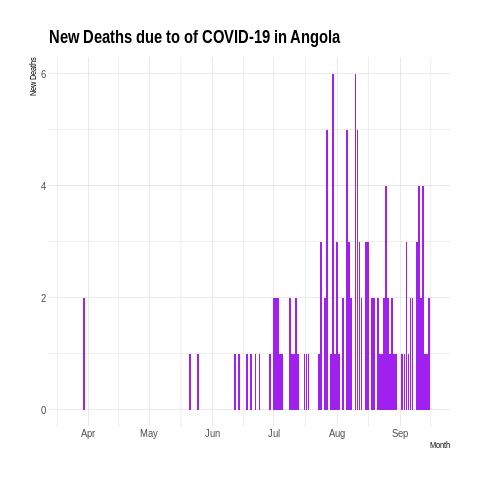 New Deaths due to of COVID-19 in Angola
New Deaths
6
4
2
0
Apr May Jun Jul Aug Sep
Month